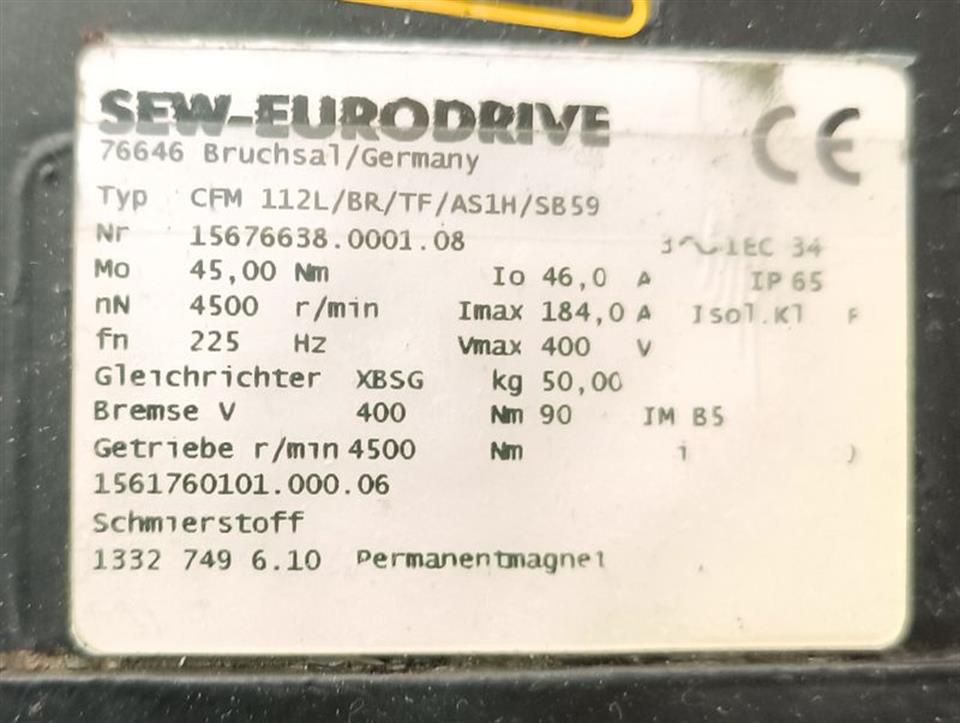 SEW-EURODRIVE CE
76646 Bruchsal/Germany
Typ CFM 112L/BR/TF/AS1H/SB59
Nr 15676638.0001.08 3~IEC 34
Mo 45,00 Nm Io 46,0 A IP 65
nN 4500 r/min Imax 184,0 A Isol.Kl F
fn 225 Hz Vmax 400 V
Gleichrichter XBSG kg 50,00
Bremse V 400 Nm 90 IM B5
Getriebe r/min 4500 Nm i
1561760101.000.06
Schmierstoff
1332 749 6.10 Permanentmagnet